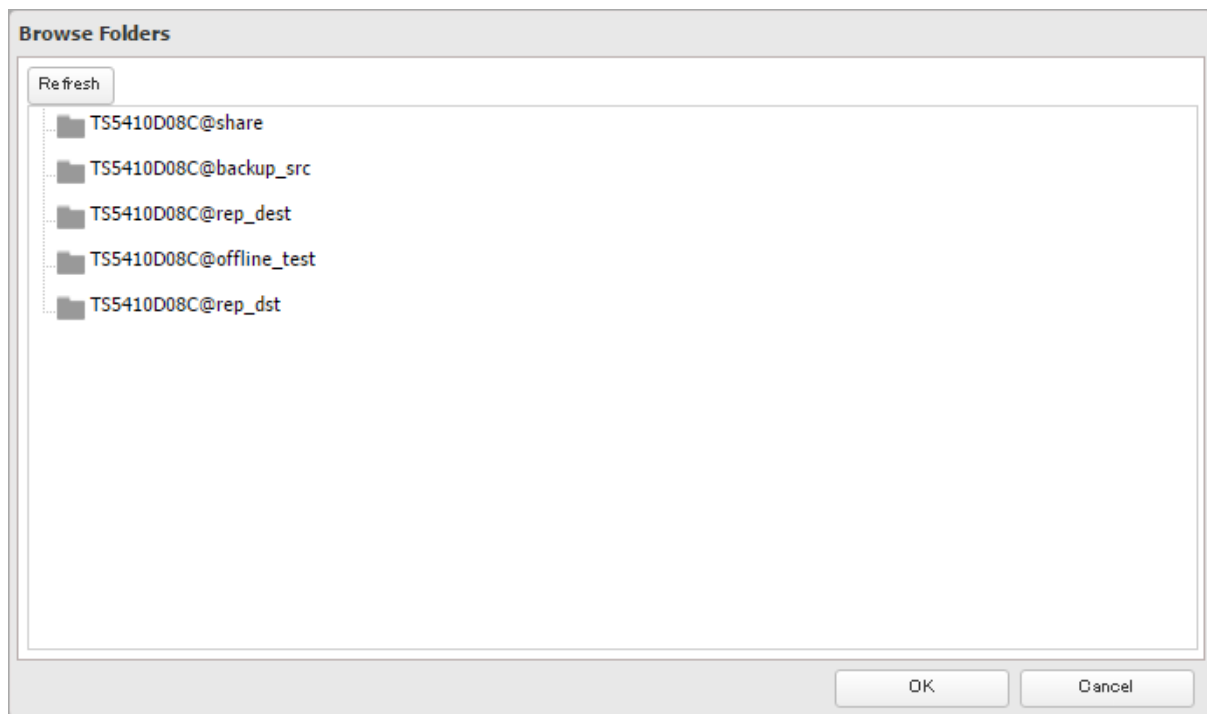 Browse Folders
Refresh
TS5410D08C@share
TS5410D08C@backup_src
TS5410D08C@rep_dest
TS5410D08C@offline_test
TS5410D08C@rep_dst
OK
Cancel